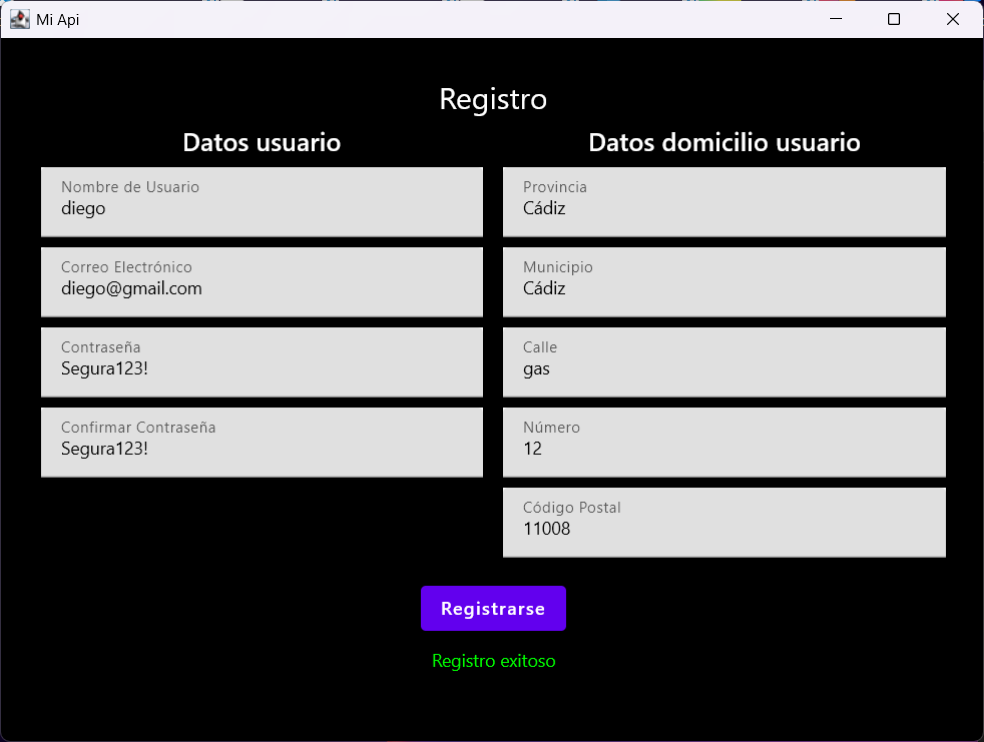 Mi Api
Registro
Datos usuario
Nombre de Usuario
diego
Correo Electrónico
diego@gmail.com
Contraseña
Segura123!
Confirmar Contraseña
Segura123!
Datos domicilio usuario
Provincia
Cádiz
Municipio
Cádiz
Calle
gas
Número
12
Código Postal
11008
Registrarse
Registro exitoso